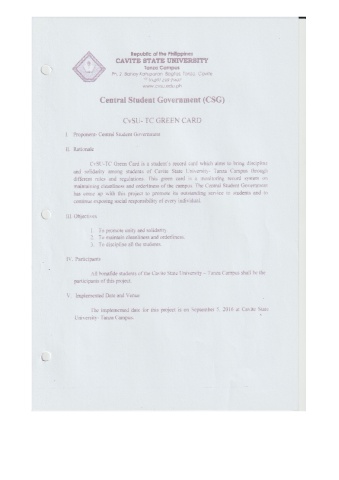 Republic of the Philippines
CAVITE STATE UNIVERSITY
Tanza Campus
Central Student Government (CSG)
CvSU- TC GREEN CARD
I. Proponent: Central Student Government
II. Rationale
CvSU-TC Green Card is a student's record card which aims to bring discipline
and solidarity among students of Cavite State University- Tanza Campus through
different rules and regulations. This green card is a monitoring record system on
maintaining cleanliness and orderliness of the campus. The Central Student Government
has come up with this project to promote its outstanding service to students and to
continue exposing social responsibility of every individual.
III. Objectives
1. To promote unity and solidarity.
2. To maintain cleanliness and orderliness.
3. To discipline all the students.
IV. Participants
All bonafide students of the Cavite State University – Tanza Campus shall be the
participants of this project.
V. Implemented Date and Venue
The implemented date for this project is on September 5, 2016 at Cavite State
University- Tanza Campus.